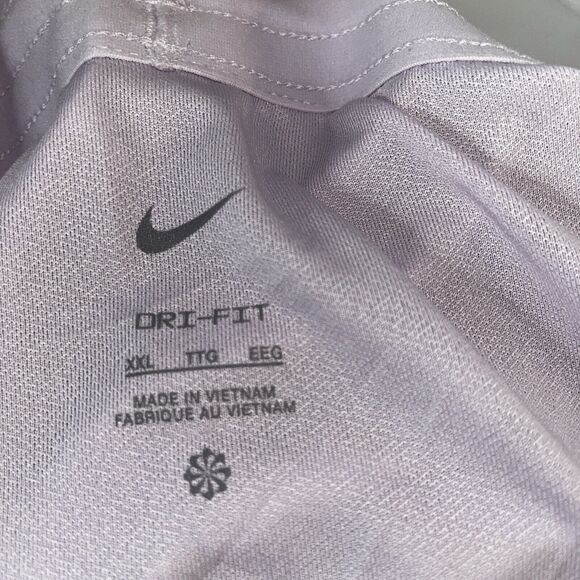 DRI-FIT
XXL TTG EEG
MADE IN VIETNAM
FABRIQUE AU VIETNAM